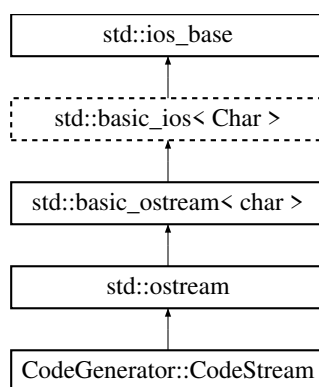 std::ios_base
std::basic_ios< Char >
std::basic_ostream< char >
std::ostream
CodeGenerator::CodeStream